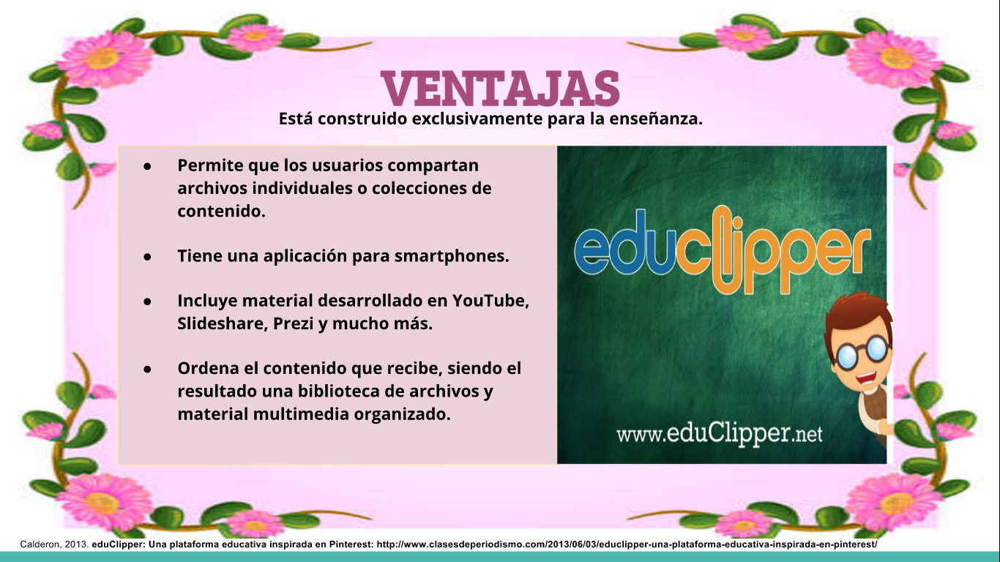 VENTAJAS
Está construido exclusivamente para la enseñanza.
● Permite que los usuarios compartan
archivos individuales o colecciones de
contenido.
● Tiene una aplicación para smartphones.
● Incluye material desarrollado en YouTube,
Slideshare, Prezi y mucho más.
● Ordena el contenido que recibe, siendo el
resultado una biblioteca de archivos y
material multimedia organizado.
educlipper
www.eduClipper.net
Calderon, 2013. eduClipper: Una plataforma educativa inspirada en Pinterest: http://www.clasesdeperiodismo.com/2013/06/03/educlipper-una-plataforma-educativa-inspirada-en-pinterest/